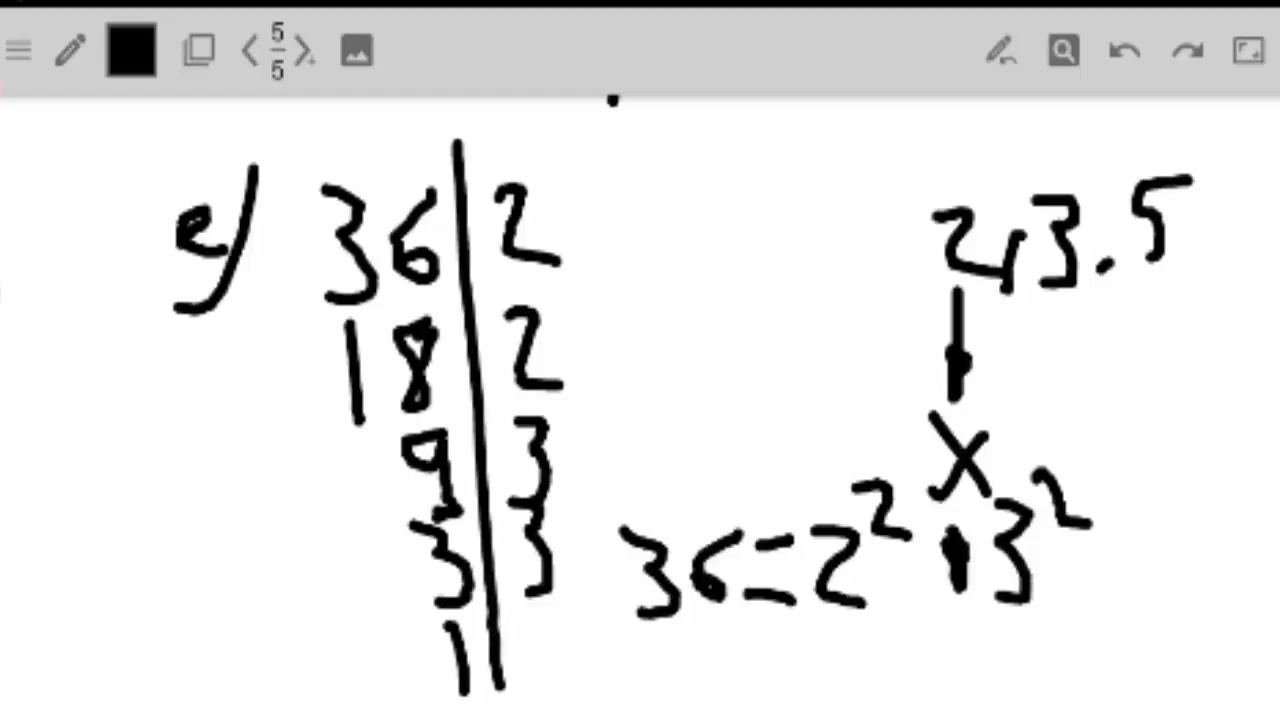 5
5
e) 36 | 2
18 | 2
9 | 3
3 | 3
1
2,3.5
x
36=2² · 3²